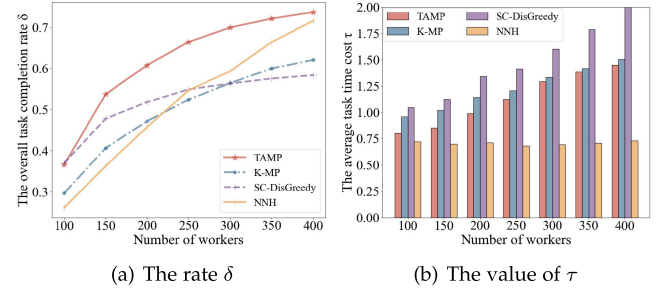 The overall task completion rate δ
0.7
0.6
0.5
0.4
0.3
TAMP
K-MP
SC-DisGreedy
NNH
100 150 200 250 300 350 400
Number of workers
(a) The rate δ
The average task time cost τ
2.00
1.75
1.50
1.25
1.00
0.75
0.50
0.25
0.00
TAMP SC-DisGreedy
K-MP NNH
100 150 200 250 300 350 400
Number of workers
(b) The value of τ